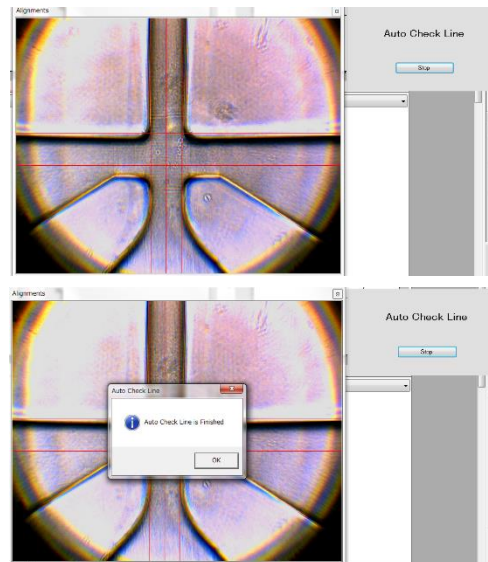 Alignments
Auto Check Line
Stop
Alignments
Auto Check Line
Stop
Auto Check Line
Auto Check Line is Finished
OK